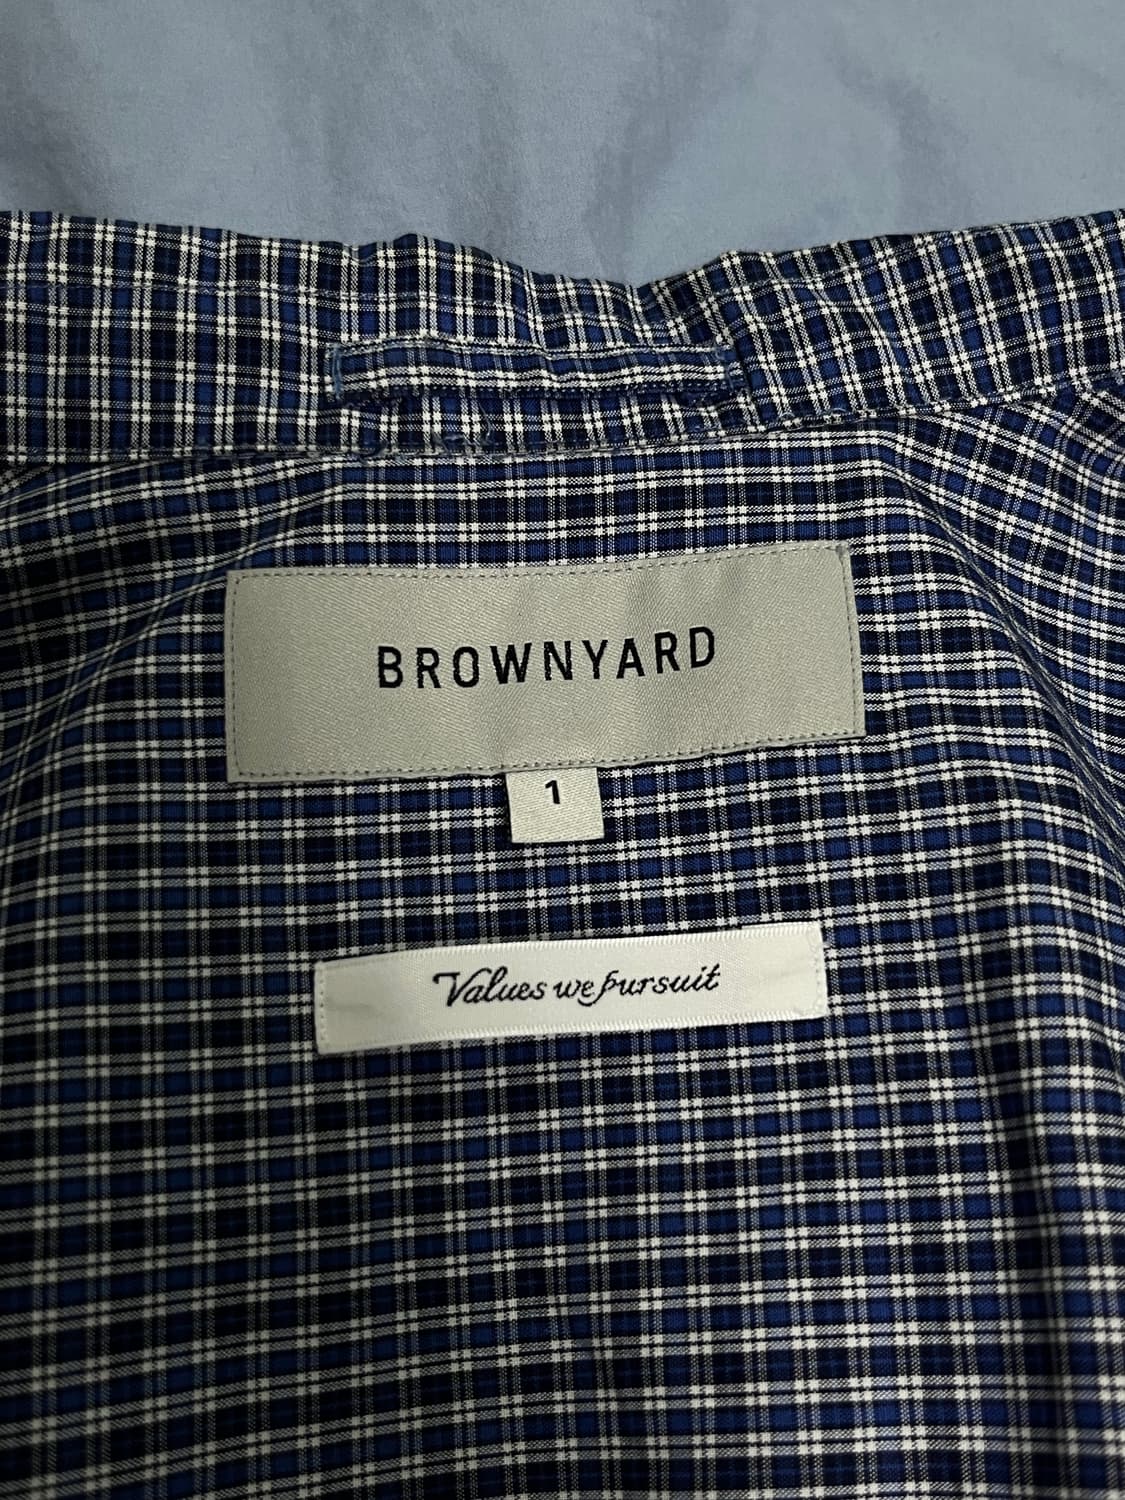 BROWNYARD
1
Values we pursuit